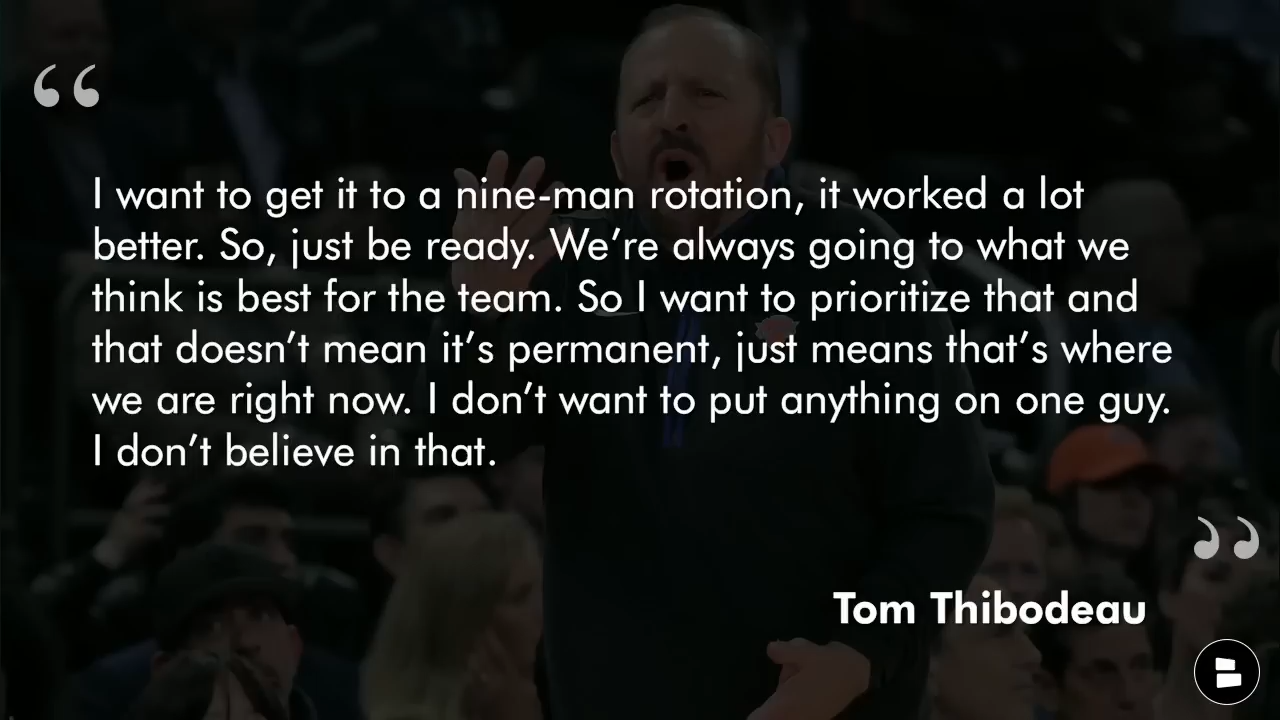 “
I want to get it to a nine-man rotation, it worked a lot
better. So, just be ready. We’re always going to what we
think is best for the team. So I want to prioritize that and
that doesn’t mean it’s permanent, just means that’s where
we are right now. I don’t want to put anything on one guy.
I don’t believe in that.
”
Tom Thibodeau